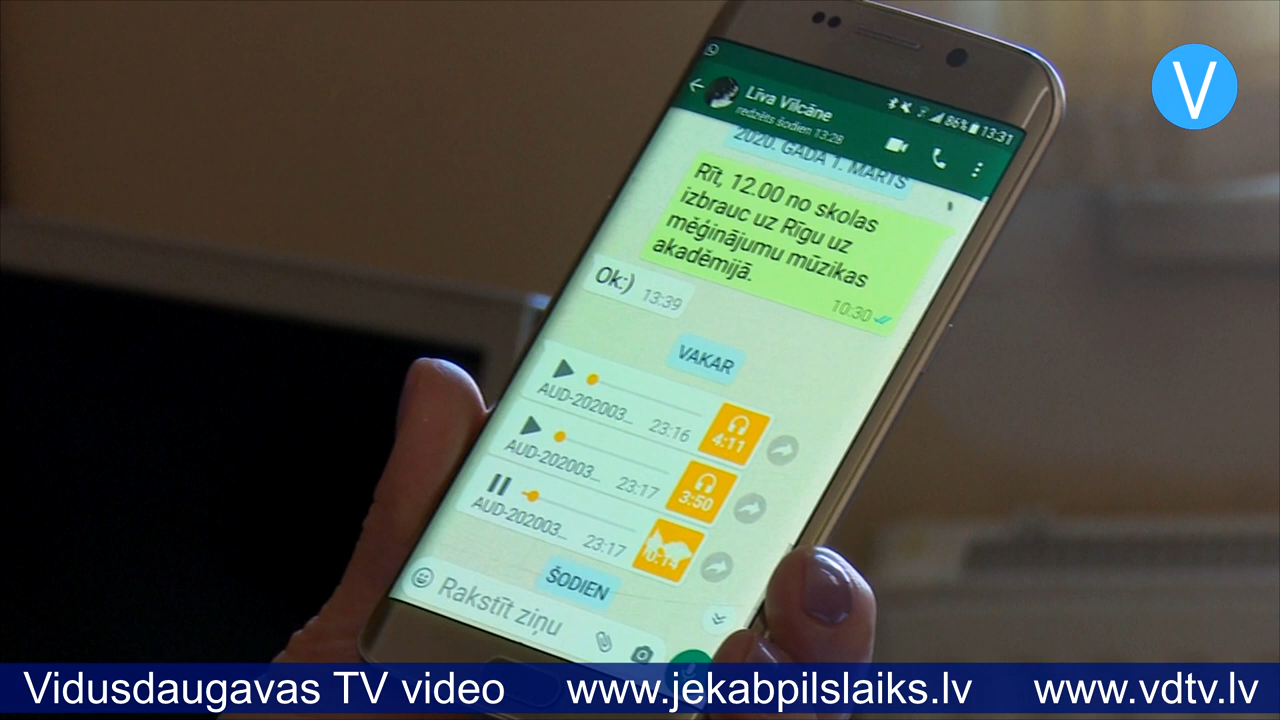 V
Līva Vilcāne
redzēts šodien 13:28
86% 13:31
2020. GADA 1. MARTS
Rīt, 12.00 no skolas
izbrauc uz Rīgu uz
mēģinājumu mūzikas
akadēmijā.
10:30
Ok:) 13:39
VAKAR
AUD-202003... 23:16
4:11
AUD-202003... 23:17
3:50
AUD-202003... 23:17
0:14
ŠODIEN
Rakstīt ziņu
Vidusdaugavas TV video www.jekabpilslaiks.lv www.vdtv.lv